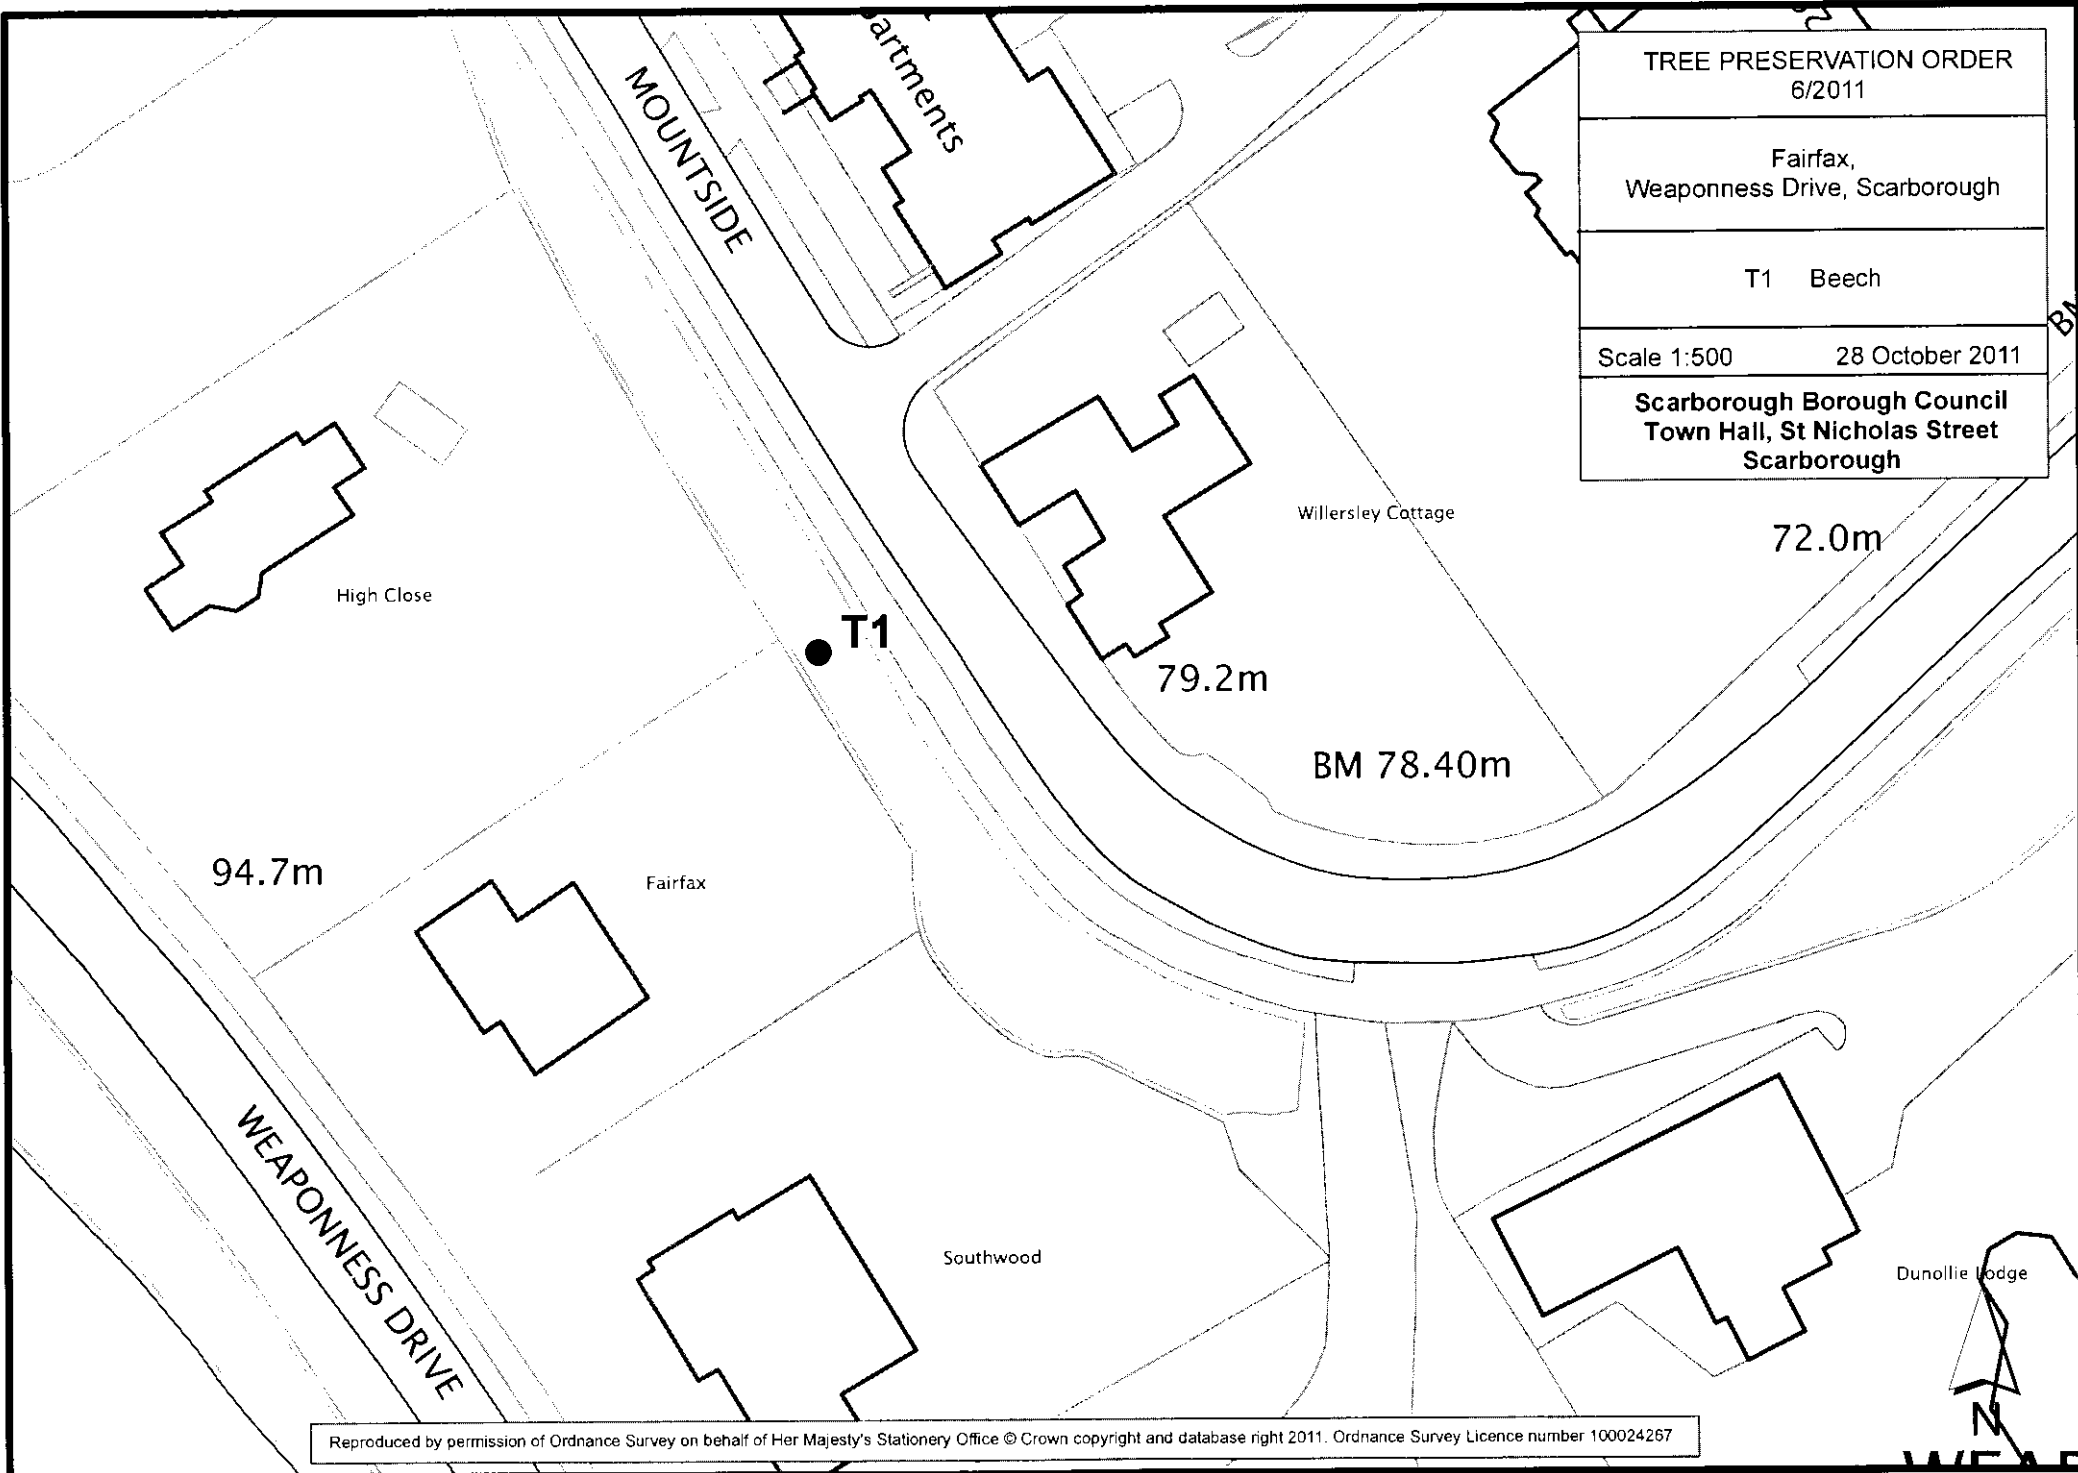 TREE PRESERVATION ORDER
6/2011
Fairfax,
Weaponness Drive, Scarborough
T1 Beech
Scale 1:500 28 October 2011
Scarborough Borough Council
Town Hall, St Nicholas Street
Scarborough
artments
MOUNTSIDE
Willersley Cottage
72.0m
High Close
T1
79.2m
BM 78.40m
94.7m
Fairfax
WEAPONNESS DRIVE
Southwood
Dunollie Lodge
N
Reproduced by permission of Ordnance Survey on behalf of Her Majesty's Stationery Office © Crown copyright and database right 2011. Ordnance Survey Licence number 100024267